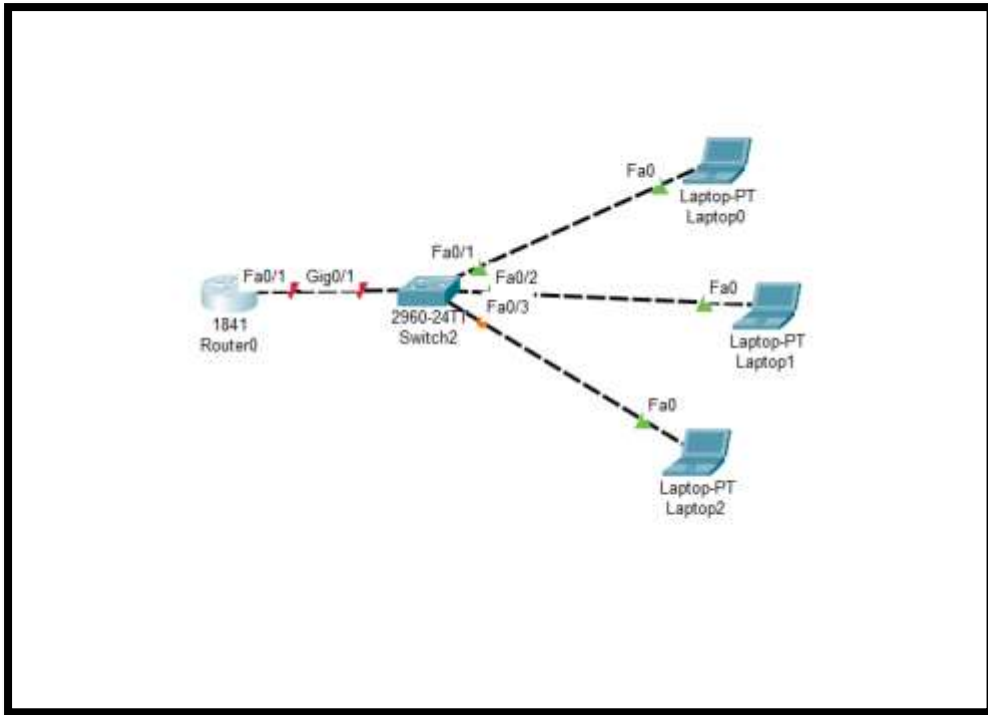 Fa0
Laptop-PT
Laptop0
Fa0/1
Fa0/1
Gig0/1
Fa0/2
Fa0
Fa0/3
1841
Router0
2960-24TT
Switch2
Laptop-PT
Laptop1
Fa0
Laptop-PT
Laptop2